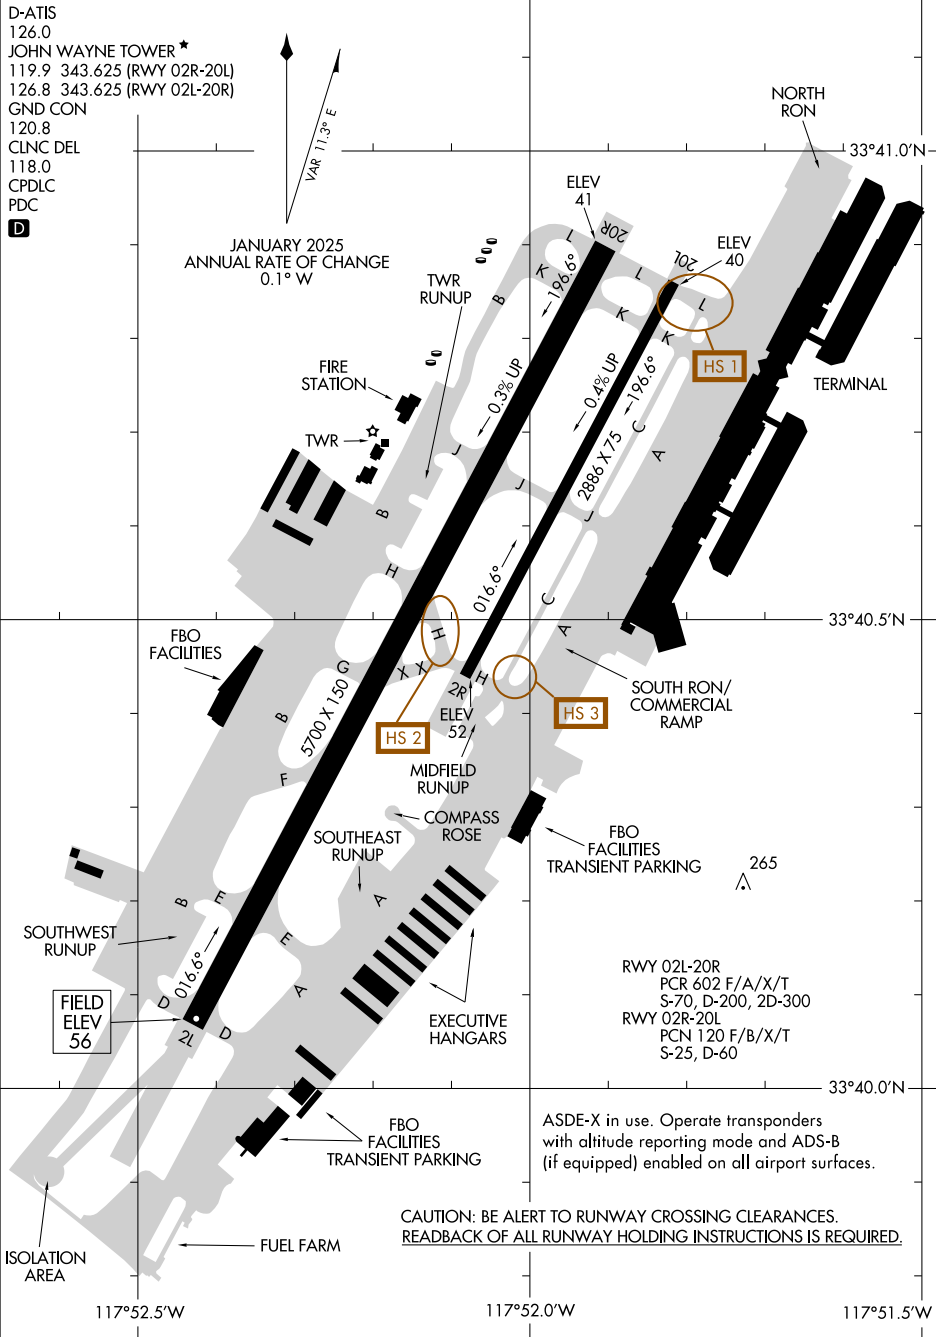 D-ATIS
126.0
JOHN WAYNE TOWER ★
119.9 343.625 (RWY 02R-20L)
126.8 343.625 (RWY 02L-20R)
GND CON
120.8
CLNC DEL
118.0
CPDLC
PDC
D
VAR 11.3° E
JANUARY 2025
ANNUAL RATE OF CHANGE
0.1° W
NORTH
RON
33°41.0'N
ELEV
41
20R
L
ELEV
40
20L
L
L
K
196.6°
K
K
B
HS 1
TWR
RUNUP
FIRE
STATION
TWR
TERMINAL
0.3% UP
0.4% UP
196.6°
2886 X 75
C
A
J
J
J
B
H
016.6°
C
A
33°40.5'N
FBO
FACILITIES
H
G
X
X
H
2R
ELEV
52
HS 2
HS 3
SOUTH RON/
COMMERCIAL
RAMP
5700 X 150
B
F
MIDFIELD
RUNUP
COMPASS
ROSE
SOUTHEAST
RUNUP
FBO
FACILITIES
TRANSIENT PARKING
265
A
B
E
E
SOUTHWEST
RUNUP
016.6°
A
D
D
2L
FIELD
ELEV
56
EXECUTIVE
HANGARS
RWY 02L-20R
PCR 602 F/A/X/T
S-70, D-200, 2D-300
RWY 02R-20L
PCN 120 F/B/X/T
S-25, D-60
33°40.0'N
FBO
FACILITIES
TRANSIENT PARKING
ASDE-X in use. Operate transponders
with altitude reporting mode and ADS-B
(if equipped) enabled on all airport surfaces.
CAUTION: BE ALERT TO RUNWAY CROSSING CLEARANCES.
READBACK OF ALL RUNWAY HOLDING INSTRUCTIONS IS REQUIRED.
ISOLATION
AREA
FUEL FARM
117°52.5'W
117°52.0'W
117°51.5'W